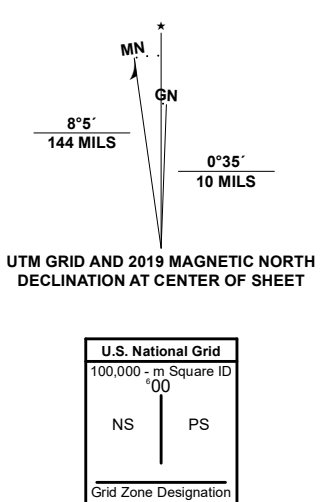 ★
MN
GN
8°5´
144 MILS
0°35´
10 MILS
UTM GRID AND 2019 MAGNETIC NORTH
DECLINATION AT CENTER OF SHEET
U.S. National Grid
100,000 - m Square ID
⁶00
NS PS
Grid Zone Designation